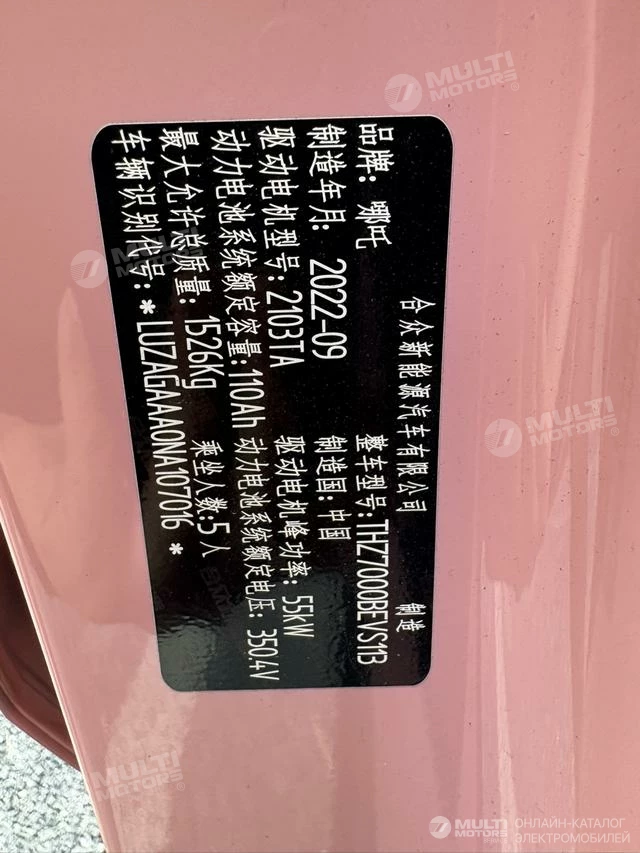 合众新能源汽车有限公司 制造
品牌: 哪吒 整车型号: THZ7000BEVS113
制造年月: 2022-09 制造国: 中国
驱动电机型号: 2103TA 驱动电机峰功率: 55kW
动力电池系统额定容量: 110Ah 动力电池系统额定电压: 350.4V
最大允许总质量: 1526Kg 乘坐人数: 5人
车辆识别代号: *LUZAGAAA0NA107016*
MULTI MOTORS
MULTI MOTORS
MULTI MOTORS
MULTI MOTORS
MULTI MOTORS ОНЛАЙН-КАТАЛОГ ЭЛЕКТРОМОБИЛЕЙ